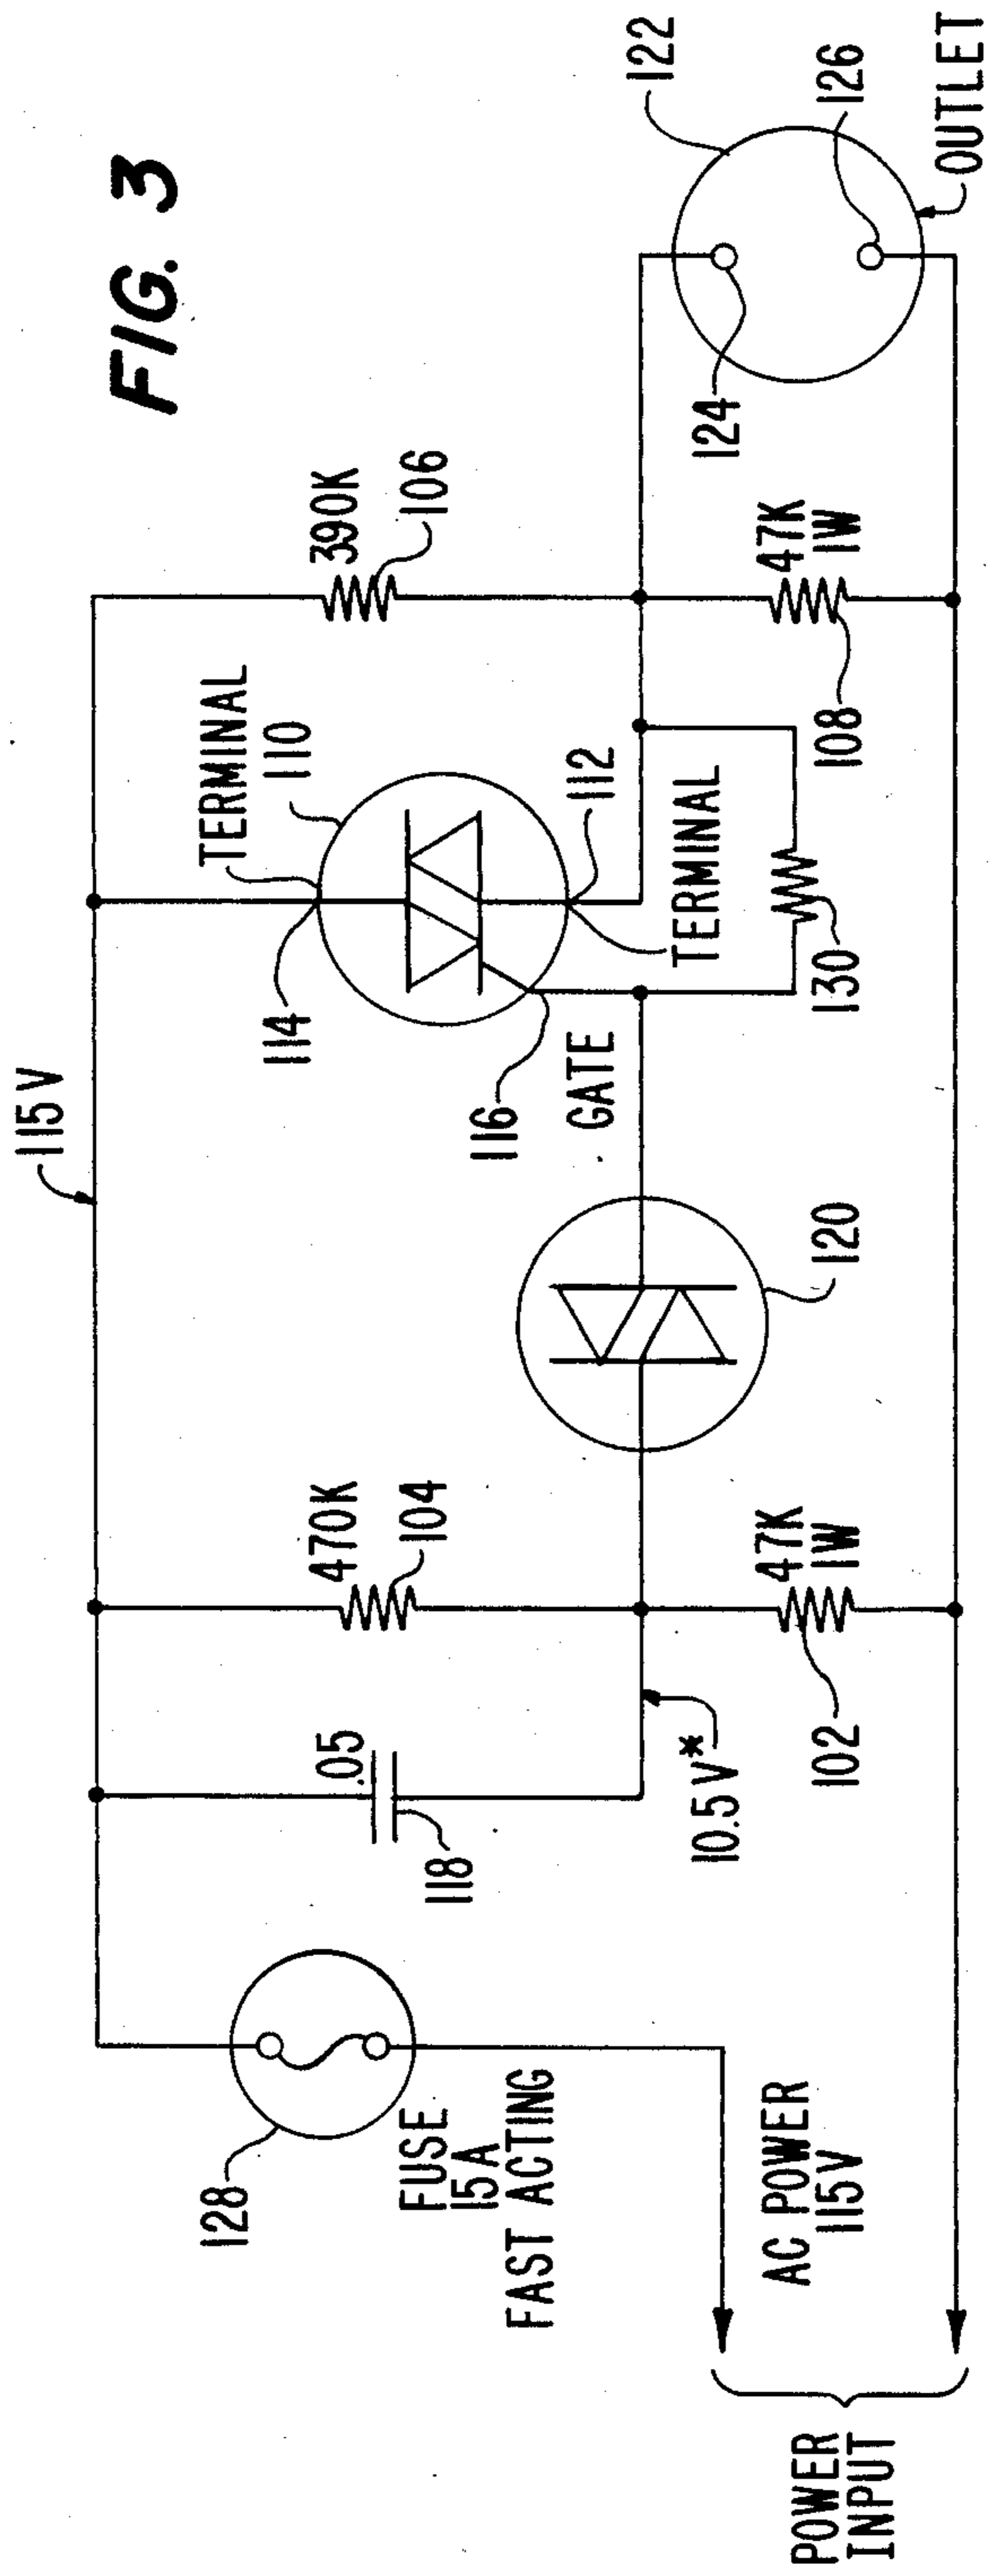 FIG. 3
115V
TERMINAL
110
114
390K
106
122
470K
104
.05
118
128
FUSE
15A
FAST ACTING
116
GATE
112
TERMINAL
124
126
OUTLET
10.5V*
47K
1W
102
120
130
47K
1W
108
AC POWER
115V
POWER
INPUT